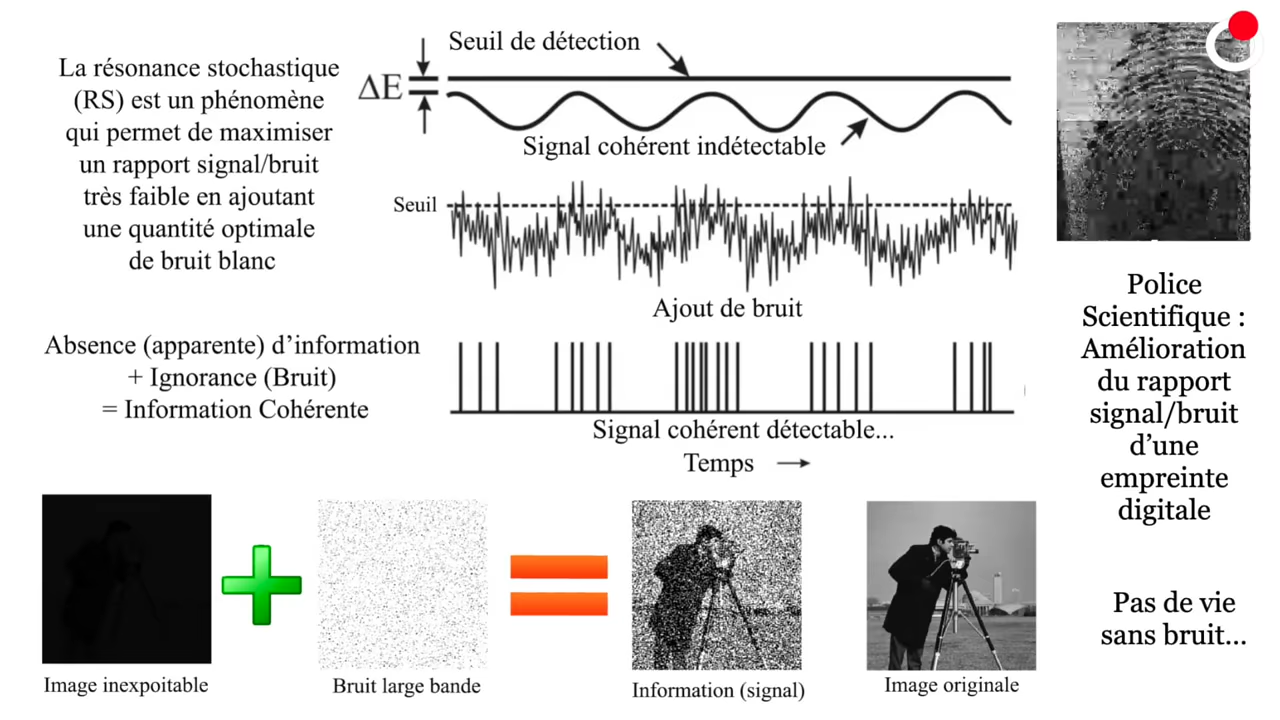 La résonance stochastique
(RS) est un phénomène
qui permet de maximiser
un rapport signal/bruit
très faible en ajoutant
une quantité optimale
de bruit blanc
Absence (apparente) d’information
+ Ignorance (Bruit)
= Information Cohérente
Seuil de détection
ΔE
Signal cohérent indétectable
Seuil
Ajout de bruit
Signal cohérent détectable...
Temps
Police
Scientifique :
Amélioration
du rapport
signal/bruit
d’une
empreinte
digitale
Pas de vie
sans bruit...
Image inexpoitable
Bruit large bande
Information (signal)
Image originale